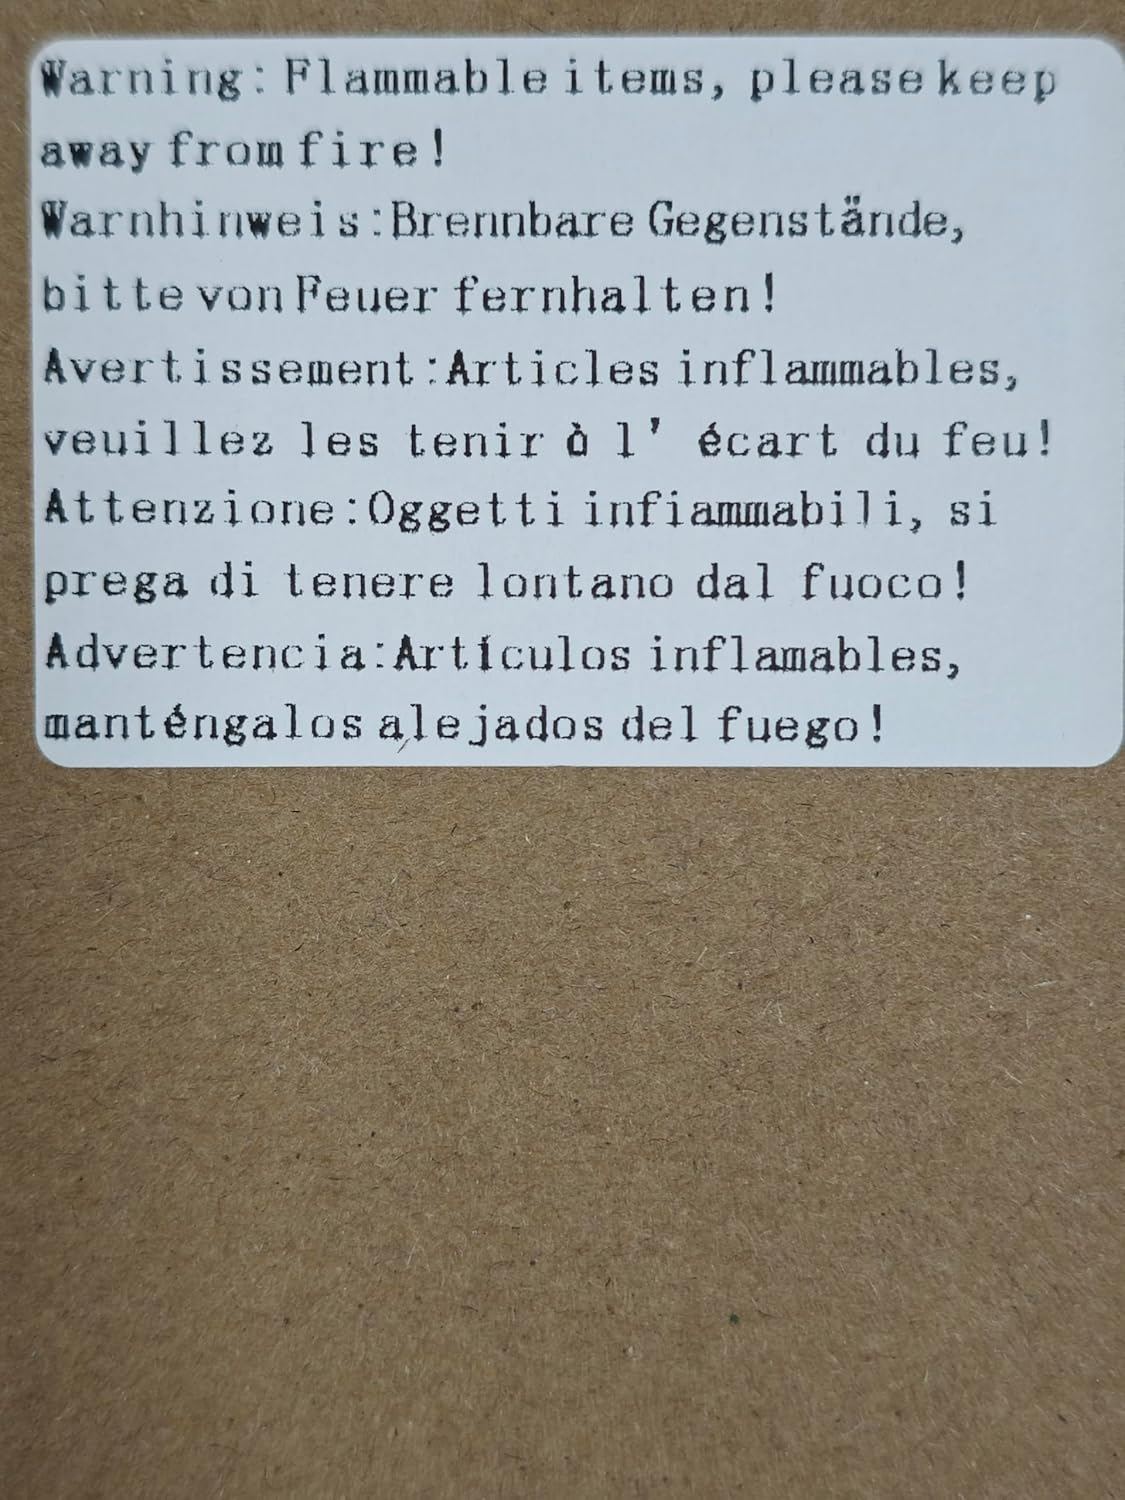 Warning: Flammable items, please keep
away from fire!
Warnhinweis:Brennbare Gegenstände,
bitte von Feuer fernhalten!
Avertissement:Articles inflammables,
veuillez les tenir à l’ écart du feu!
Attenzione:Oggetti infiammabili, si
prega di tenere lontano dal fuoco!
Advertencia:Artículos inflamables,
manténgalos alejados del fuego!